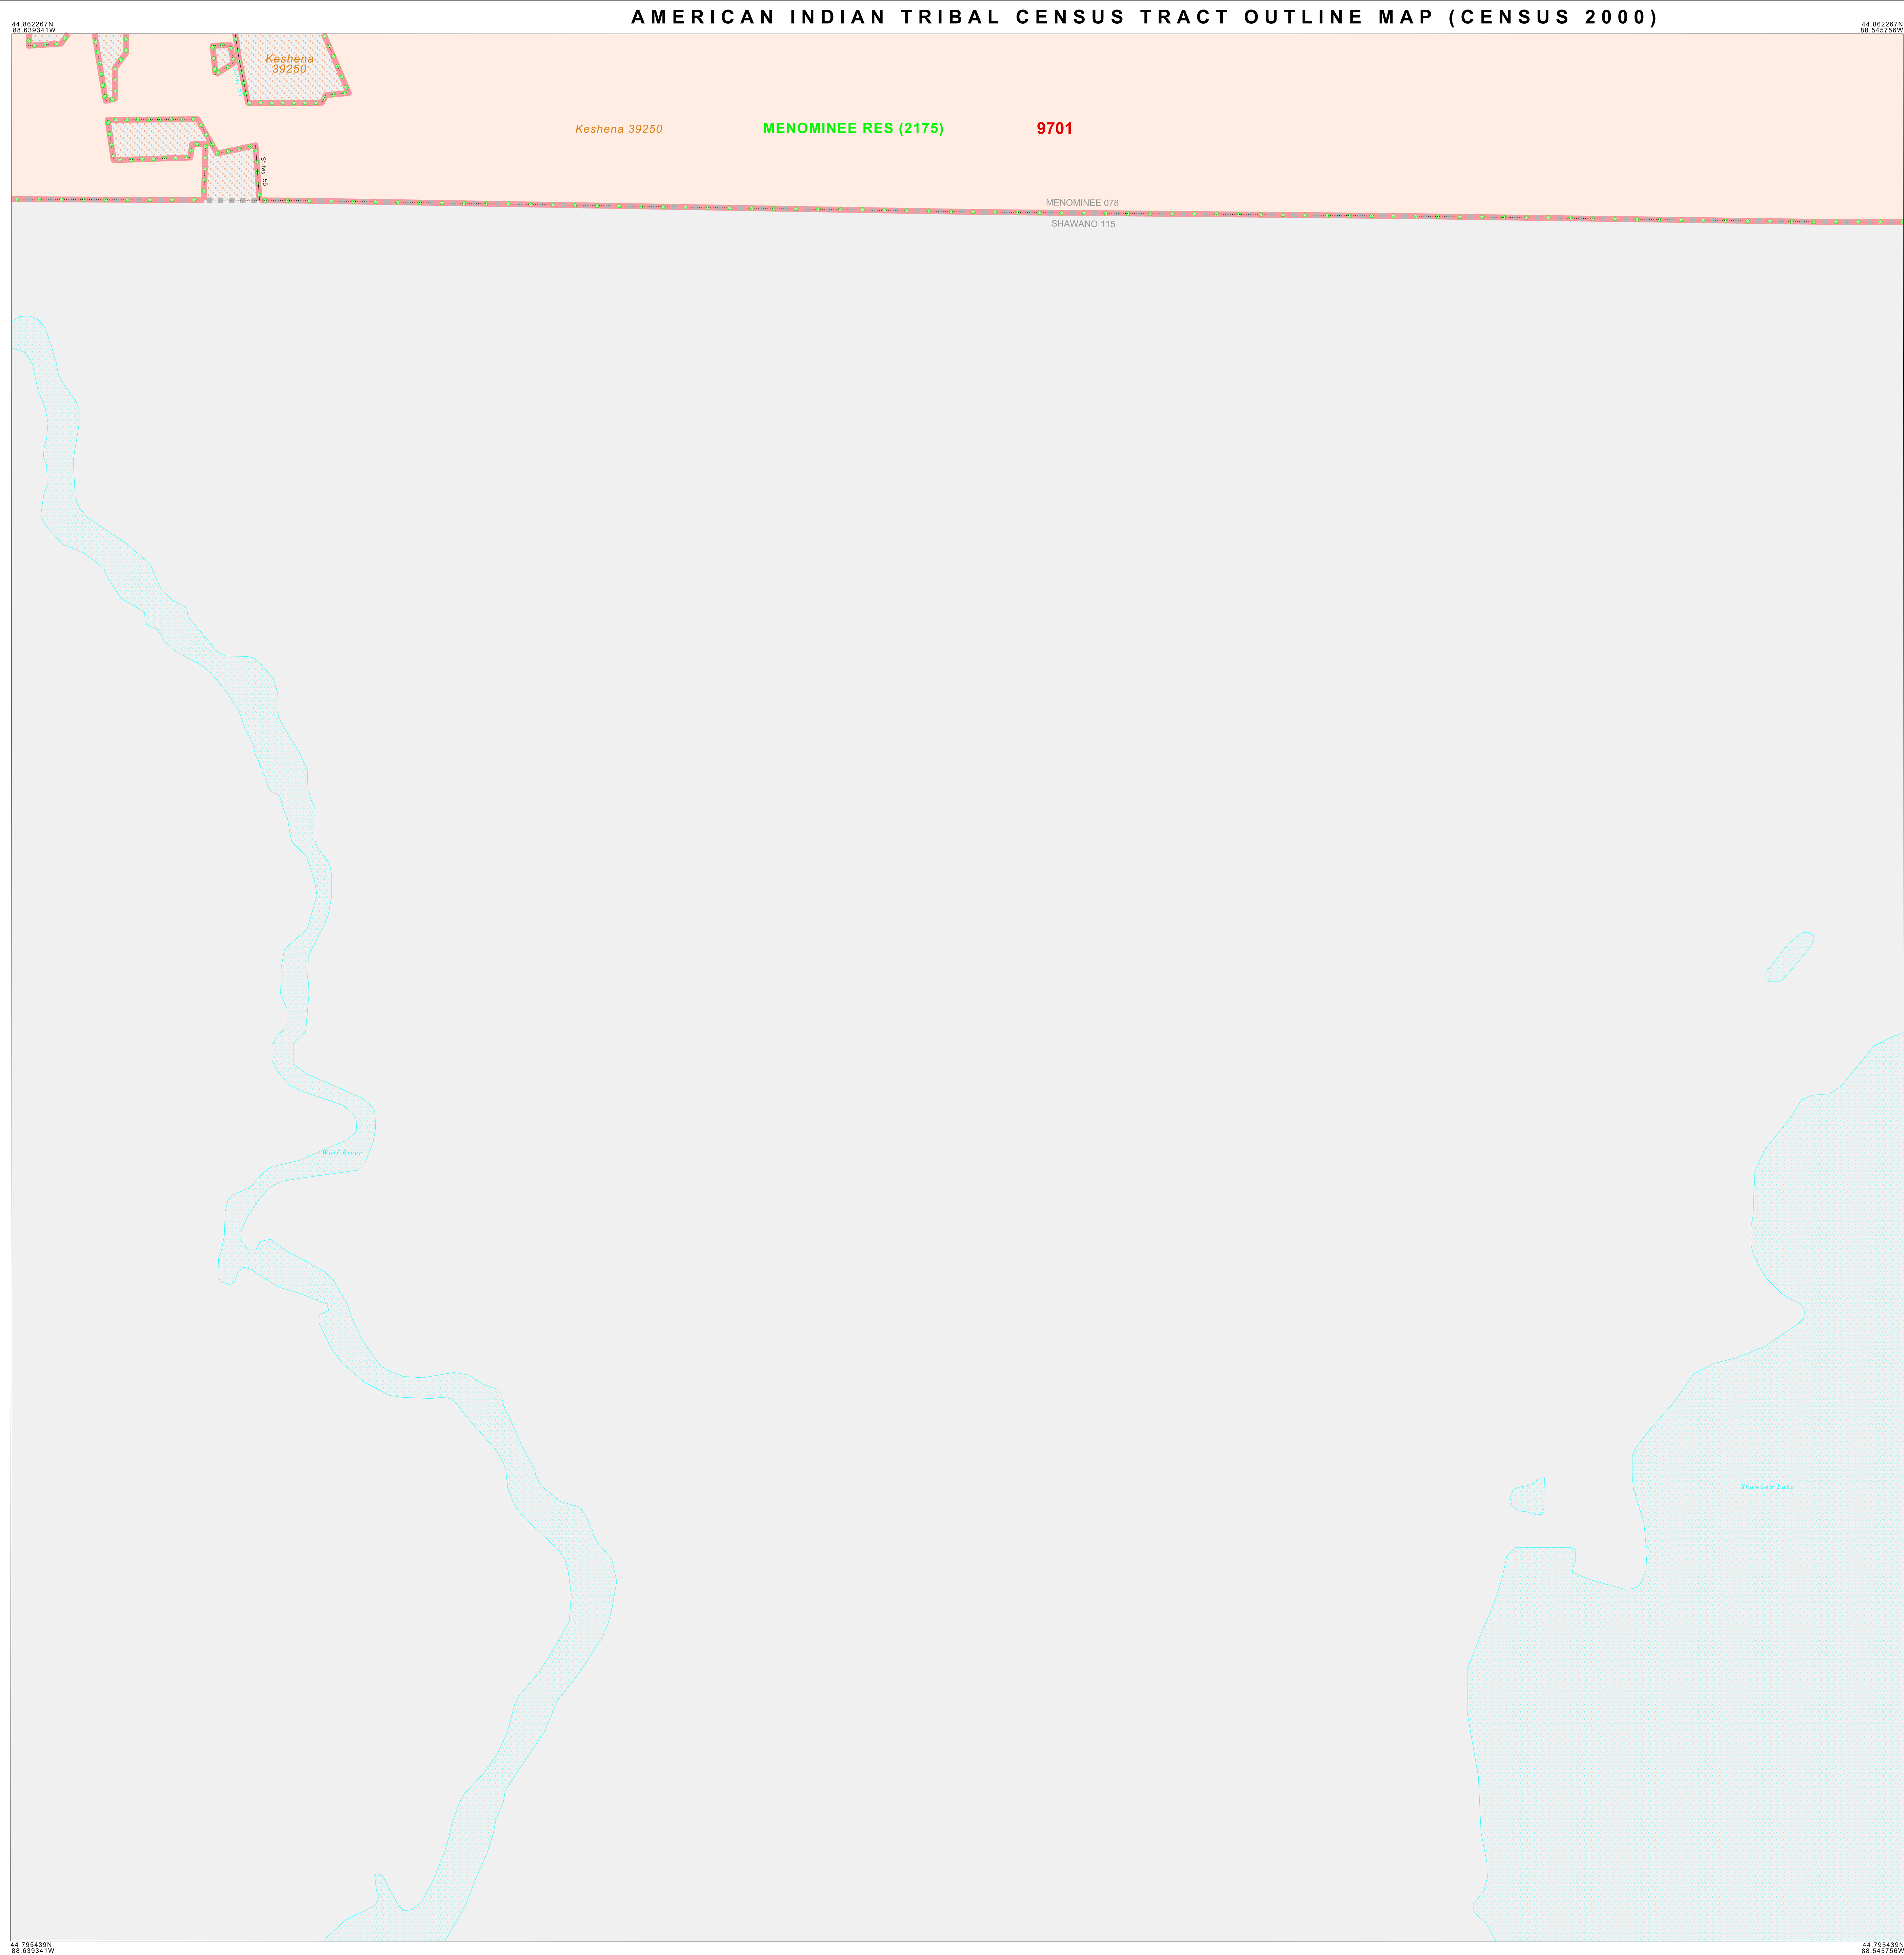 AMERICAN INDIAN TRIBAL CENSUS TRACT OUTLINE MAP (CENSUS 2000)
44.862267N
88.639341W
44.862267N
88.545756W
Keshena
39250
Keshena 39250
MENOMINEE RES (2175)
9701
Sthwy 55
MENOMINEE 078
SHAWANO 115
Wolf River
Shawano Lake
44.795439N
88.639341W
44.795439N
88.545756W